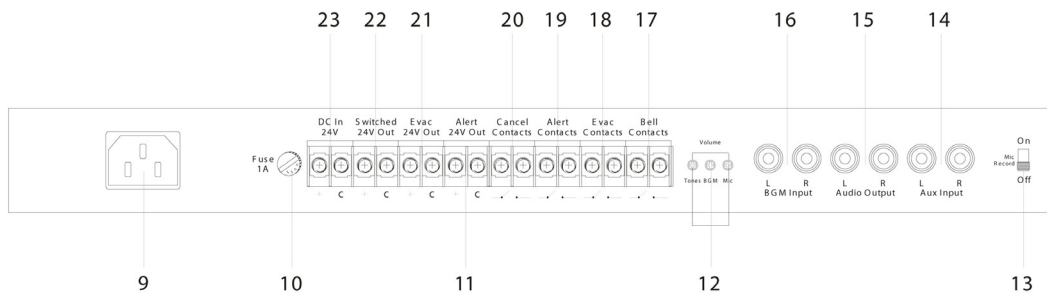 23 22 21 20 19 18 17 16 15 14
DC In Switched Evac Alert Cancel Alert Evac Bell
24V 24V Out 24V Out 24V Out Contacts Contacts Contacts Contacts
Fuse
1A
+ C + C + C + C
Volume
Tones BGM Mic
L R L R L R
BGM Input Audio Output Aux Input
On
Mic
Record
Off
9 10 11 12 13